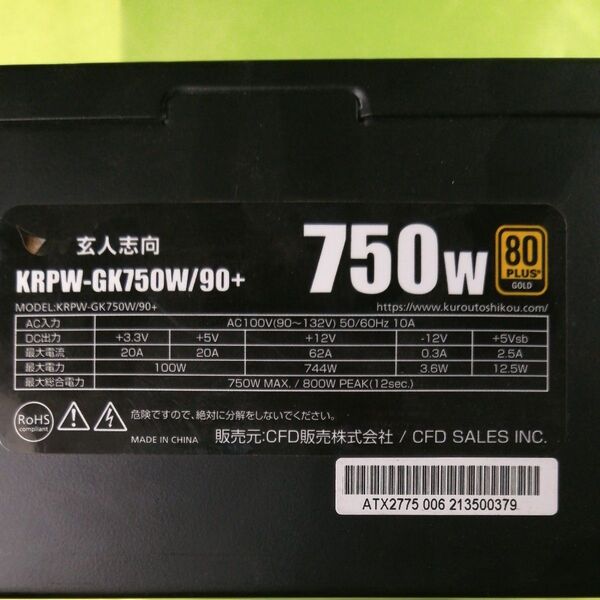 玄人志向
KRPW-GK750W/90+
750W
80
PLUS
GOLD
MODEL:KRPW-GK750W/90+
https://www.kuroutoshikou.com/
AC入力 AC100V(90~132V) 50/60Hz 10A
DC出力 +3.3V +5V +12V -12V +5Vsb
最大電流 20A 20A 62A 0.3A 2.5A
最大電力 100W 744W 3.6W 12.5W
最大総合電力 750W MAX. / 800W PEAK(12sec.)
RoHS
compliant
危険ですので、絶対に分解をしないでください。
MADE IN CHINA
販売元:CFD販売株式会社 / CFD SALES INC.
ATX2775 006 213500379